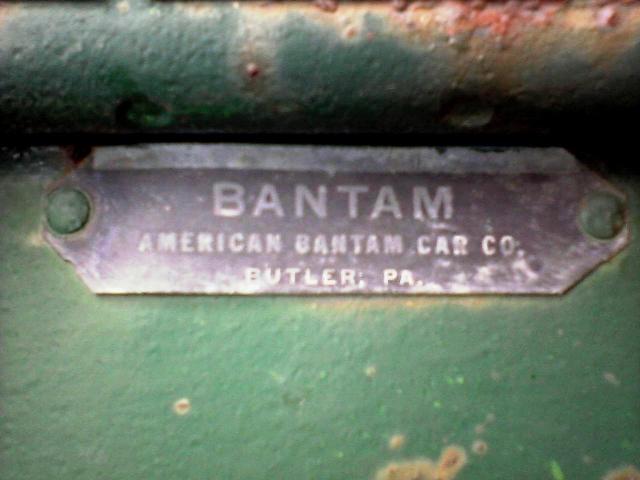 BANTAM
AMERICAN BANTAM CAR CO.
BUTLER, PA.